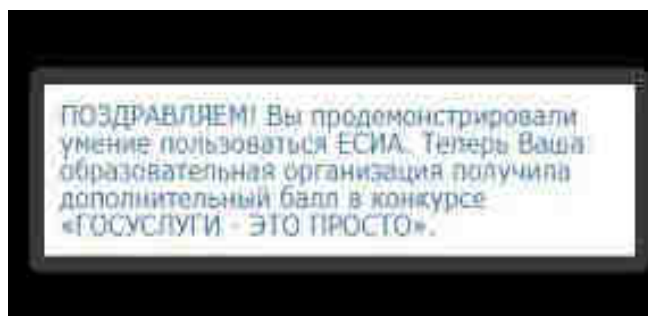 ПОЗДРАВЛЯЕМ! Вы продемонстрировали
умение пользоваться ЕСИА. Теперь Ваша
образовательная организация получила
дополнительный балл в конкурсе
«ГОСУСЛУГИ - ЭТО ПРОСТО».